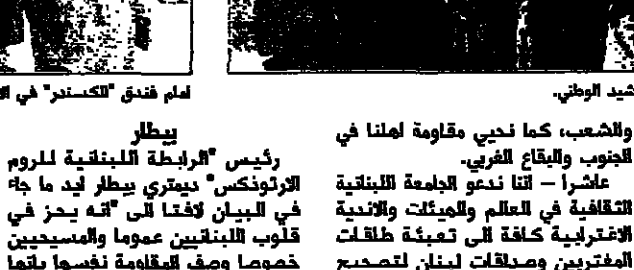 شيد الوطني.
والشعب، كما نحيي مقاومة اهلنا في
الجنوب والبقاع الغربي.
عاشرا – اننا ندعو الجامعة اللبنانية
الثقافية في العالم والهيئات والاندية
الاغترابية كافة الى تعبئة طاقات
المغتربين وصداقات لبنان لتصحيح
امام فندق "الكسندر" في الا
بيطار
رئيس "الرابطة اللبنانية للروم
الارثوذكس" ديمتري بيطار ايد ما جاء
في البيان لافتا الى "انه يحز في
قلوب اللبنانيين عموما والمسيحيين
خصوصا وصف المقاومة نفسها بانها